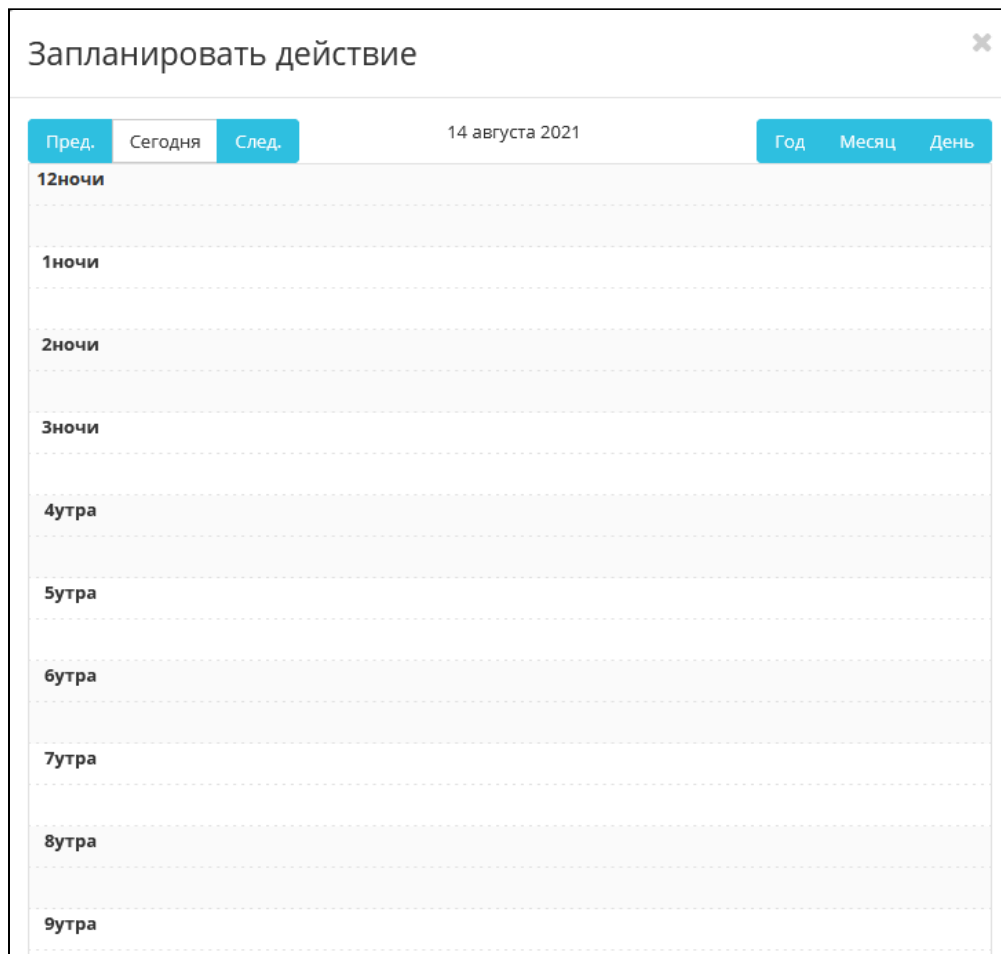 Запланировать действие
Пред. Сегодня След. 14 августа 2021 Год Месяц День
12ночи
1ночи
2ночи
3ночи
4утра
5утра
6утра
7утра
8утра
9утра